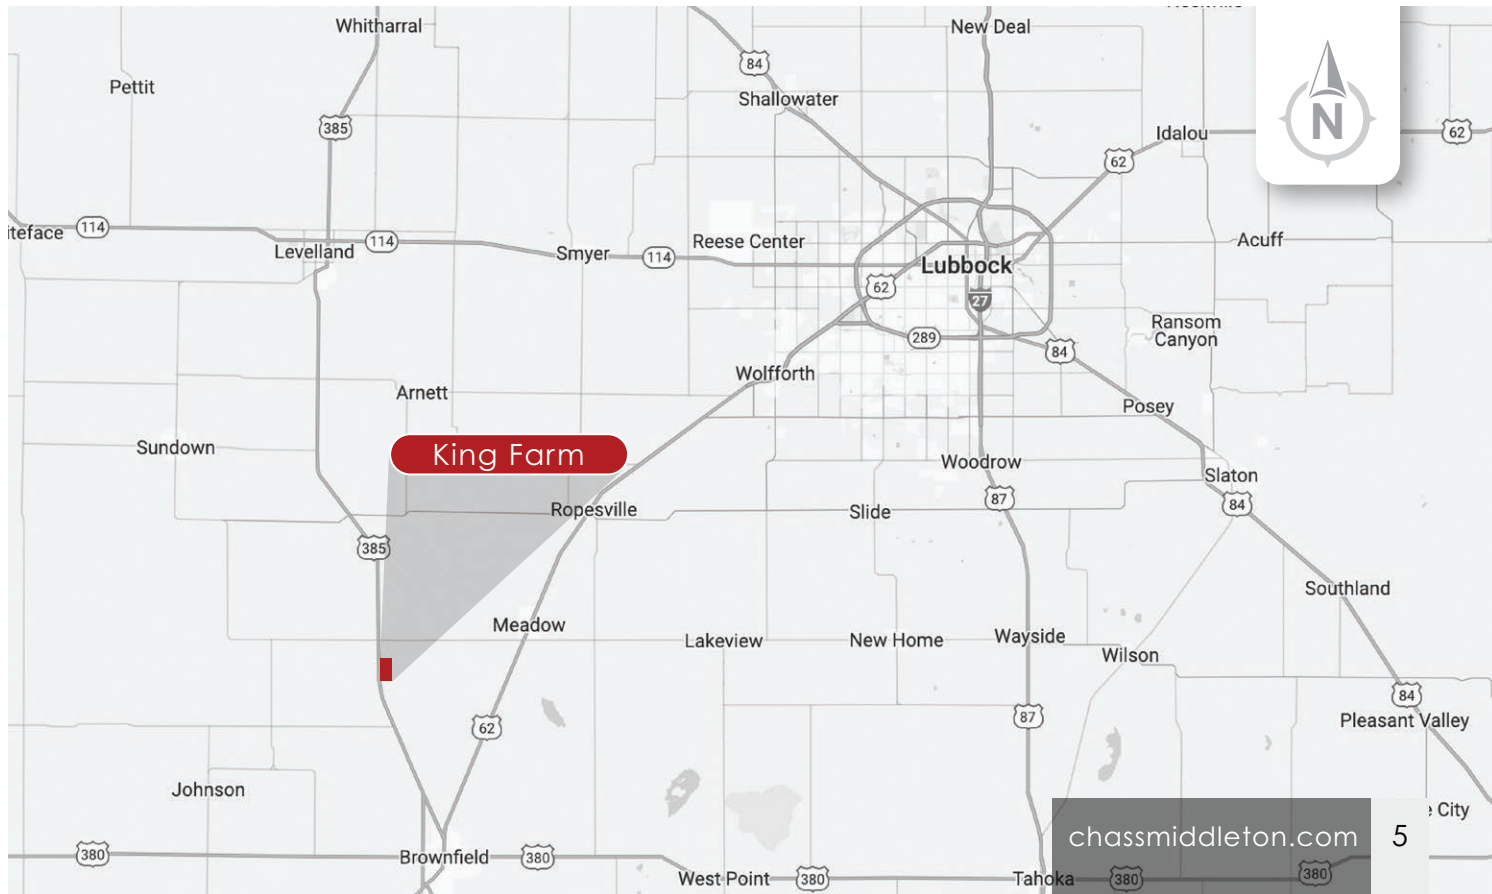 Whitharral
New Deal
Pettit
84
Shallowater
385
N
Idalou
62
62
iteface
114
114
Levelland
Smyer
114
Reese Center
Acuff
Lubbock
62
27
289
84
Ransom
Canyon
Wolfforth
Arnett
Posey
Sundown
King Farm
Woodrow
Slaton
87
84
Ropesville
Slide
385
Southland
Meadow
Lakeview
New Home
Wayside
Wilson
84
62
87
Pleasant Valley
Johnson
e City
chassmiddleton.com
5
380
Brownfield
380
West Point
380
Tahoka
380
380